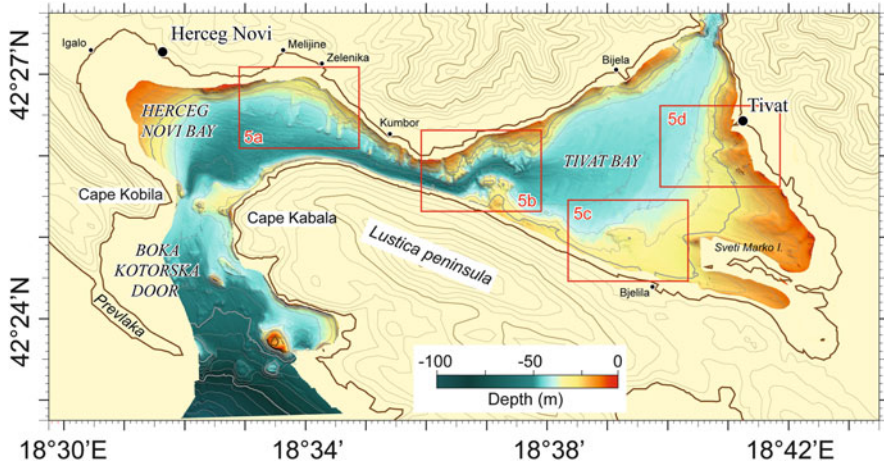 42°27'N
42°24'N
Igalo
Herceg Novi
Melijine
Zelenika
Kumbor
Bijela
Tivat
HERCEG
NOVI BAY
5a
5b
5c
5d
TIVAT BAY
Cape Kobila
Cape Kabala
Lustica peninsula
BOKA
KOTORSKA
DOOR
Prevlaka
Sveti Marko I.
Bjelila
-100
-50
0
Depth (m)
18°30'E
18°34'
18°38'
18°42'E